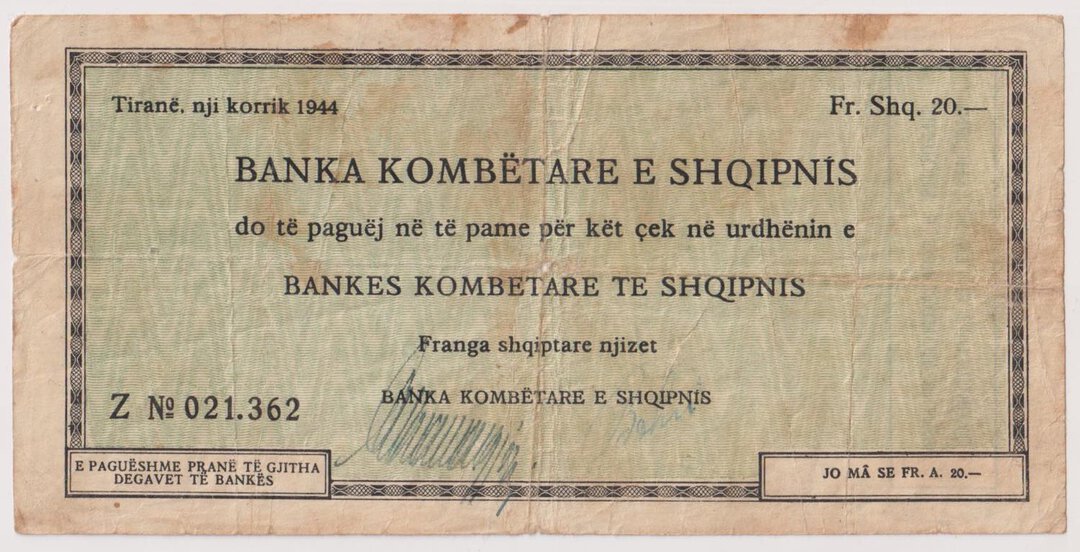 Tiranë, nji korrik 1944
Fr. Shq. 20.—
BANKA KOMBËTARE E SHQIPNÍS
do të paguëj në të pame për kët çek në urdhënin e
BANKES KOMBETARE TE SHQIPNIS
Franga shqiptare njizet
BANKA KOMBËTARE E SHQIPNÍS
Z № 021.362
E PAGUËSHME PRANË TË GJITHA
DEGAVET TË BANKËS
JO MÂ SE FR. A. 20.—